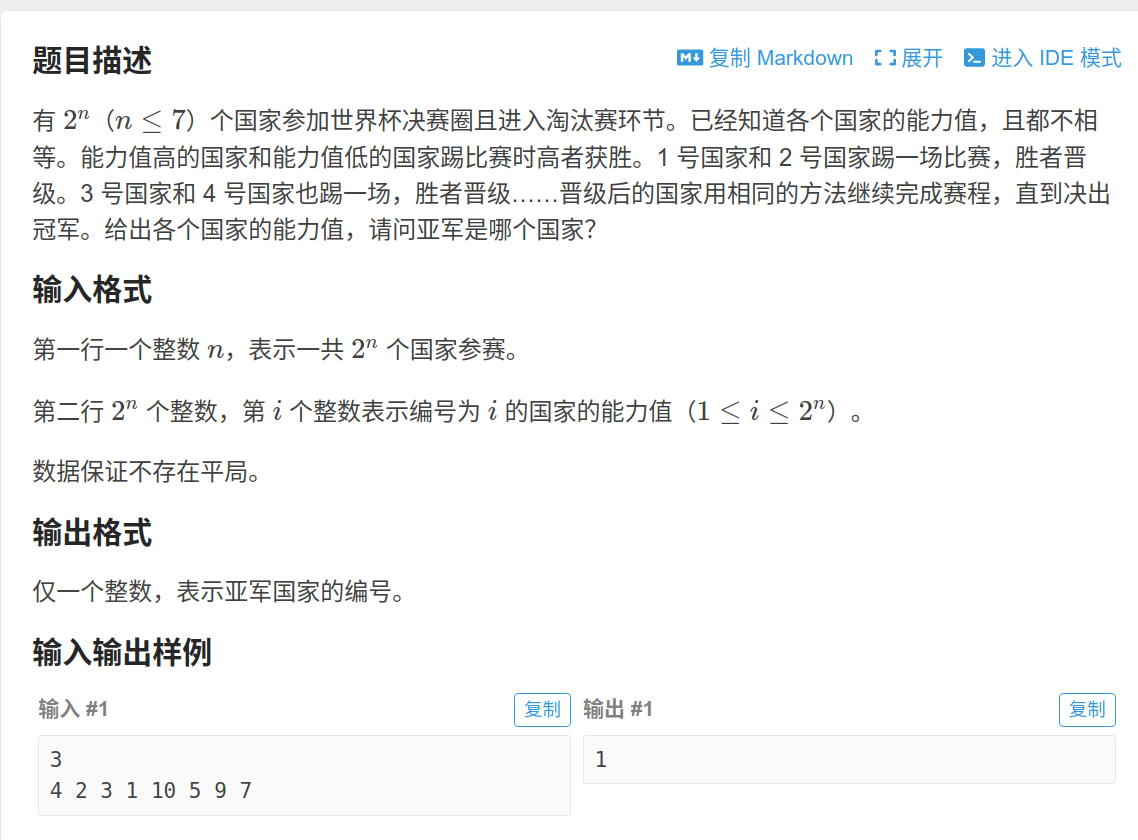 题目描述
复制 Markdown 展开 进入 IDE 模式
有 2ⁿ（n ≤ 7）个国家参加世界杯决赛圈且进入淘汰赛环节。已经知道各个国家的能力值，且都不相
等。能力值高的国家和能力值低的国家踢比赛时高者获胜。1 号国家和 2 号国家踢一场比赛，胜者晋
级。3 号国家和 4 号国家也踢一场，胜者晋级……晋级后的国家用相同的方法继续完成赛程，直到决出
冠军。给出各个国家的能力值，请问亚军是哪个国家？
输入格式
第一行一个整数 n，表示一共 2ⁿ 个国家参赛。
第二行 2ⁿ 个整数，第 i 个整数表示编号为 i 的国家的能力值（1 ≤ i ≤ 2ⁿ）。
数据保证不存在平局。
输出格式
仅一个整数，表示亚军国家的编号。
输入输出样例
输入 #1 复制 输出 #1 复制
3
4 2 3 1 10 5 9 7
1